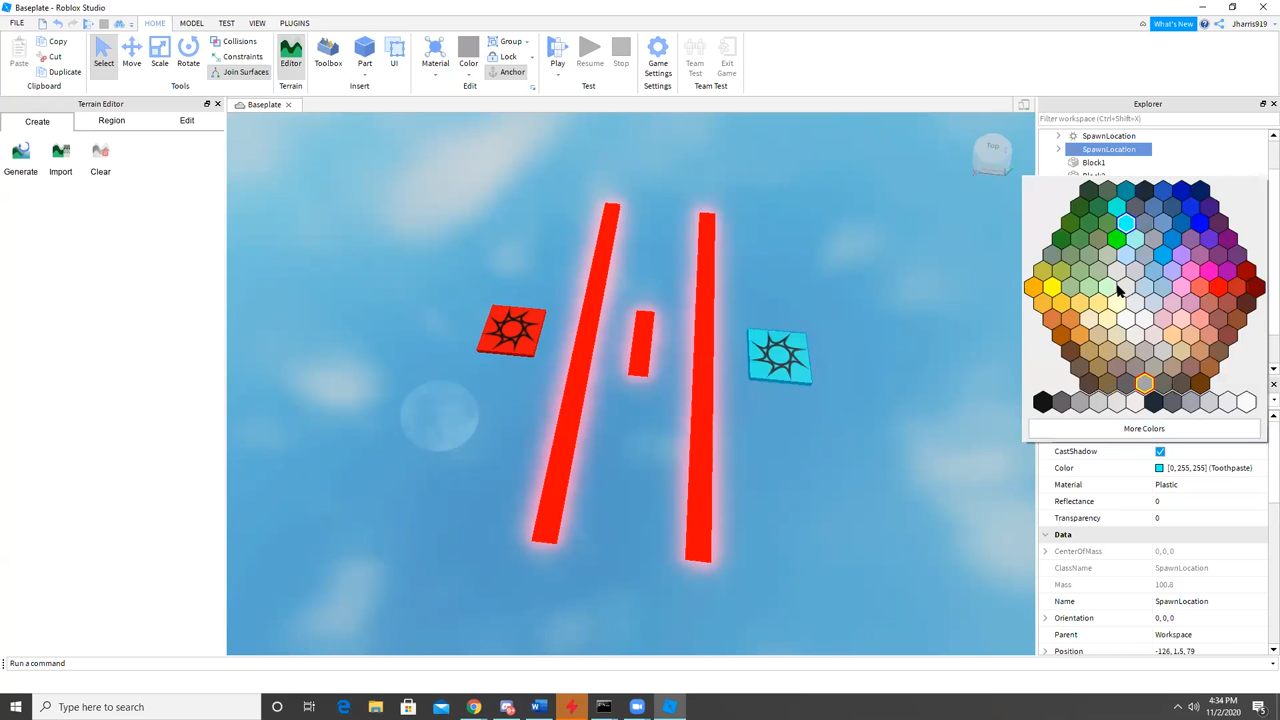 Baseplate - Roblox Studio
FILE HOME MODEL TEST VIEW PLUGINS What's New Jharris919
Paste Copy Cut Duplicate Clipboard
Select Move Scale Rotate Collisions Constraints Join Surfaces Tools
Editor Terrain
Toolbox Part UI Insert
Material Color Group Lock Anchor Edit
Play Resume Stop Test
Game Settings Settings
Team Test Exit Game Team Test
Terrain Editor
Create Region Edit
Generate Import Clear
Baseplate
Top
Explorer
Filter workspace (Ctrl+Shift+X)
SpawnLocation
SpawnLocation
Block1
More Colors
CastShadow
Color [0, 255, 255] (Toothpaste)
Material Plastic
Reflectance 0
Transparency 0
Data
CenterOfMass 0, 0, 0
ClassName SpawnLocation
Mass 100.8
Name SpawnLocation
Orientation 0, 0, 0
Parent Workspace
Position -126, 1.5, 79
Run a command
Type here to search
4:34 PM
11/2/2020